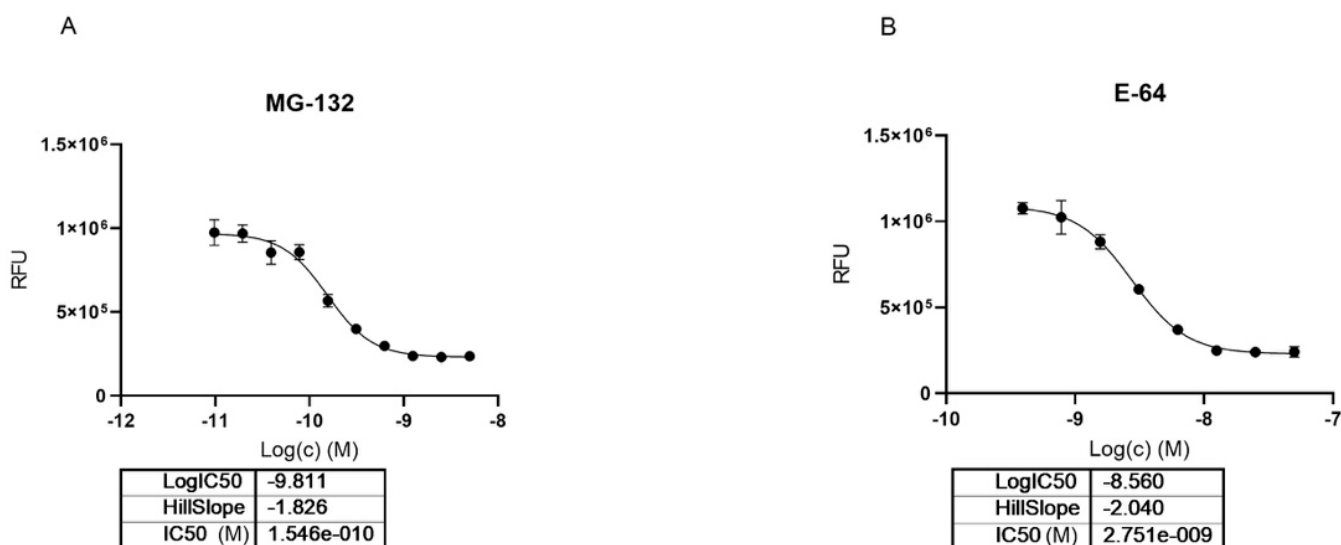 A
MG-132
1.5×10⁶
1×10⁶
5×10⁵
0
RFU
-12 -11 -10 -9 -8
Log(c) (M)
LogIC50 -9.811
HillSlope -1.826
IC50 (M) 1.546e-010
B
E-64
1.5×10⁶
1×10⁶
5×10⁵
0
RFU
-10 -9 -8 -7
Log(c) (M)
LogIC50 -8.560
HillSlope -2.040
IC50 (M) 2.751e-009